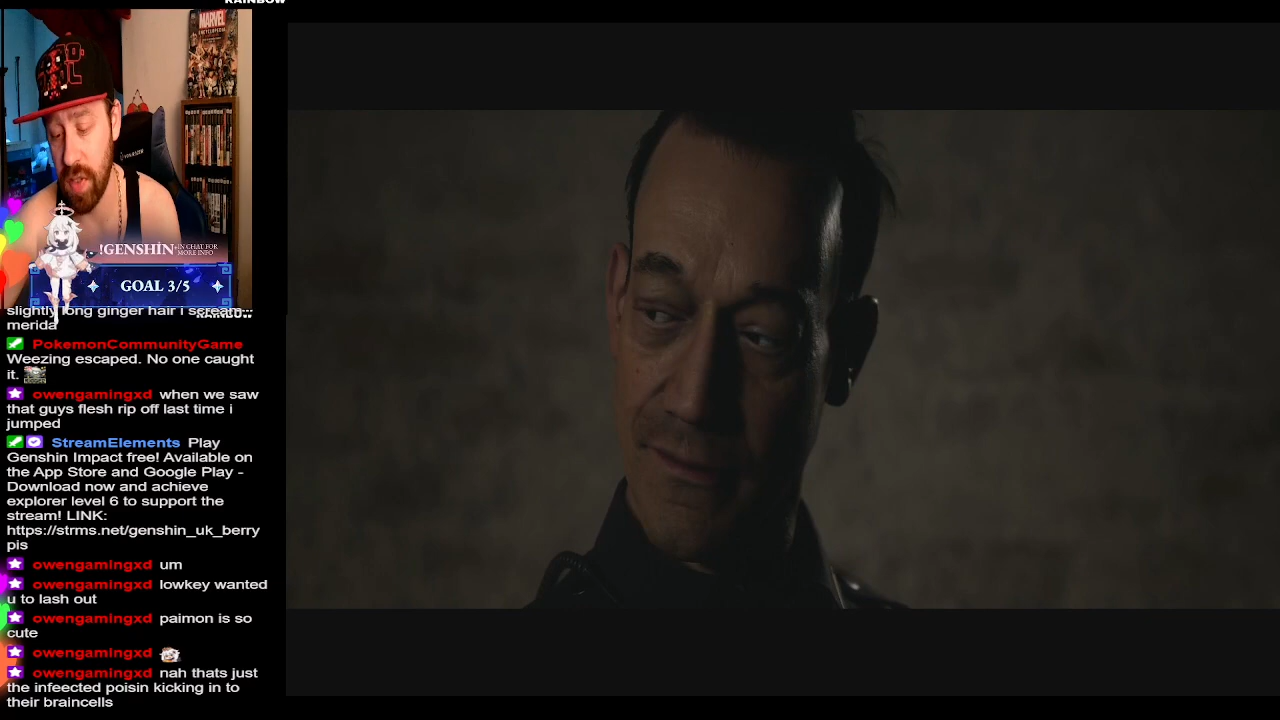 RAINBOW
MARVEL
ENCYCLOPEDIA
!GENSHIN IN CHAT FOR
MORE INFO
GOAL 3/5
RAINBOW
slightly long ginger hair i scream
merida
PokemonCommunityGame
Weezing escaped. No one caught
it.
owengamingxd when we saw
that guys flesh rip off last time i
jumped
StreamElements Play
Genshin Impact free! Available on
the App Store and Google Play -
Download now and achieve
explorer level 6 to support the
stream! LINK:
https://strms.net/genshin_uk_berry
pis
owengamingxd um
owengamingxd lowkey wanted
u to lash out
owengamingxd paimon is so
cute
owengamingxd
owengamingxd nah thats just
the infeected poisin kicking in to
their braincells